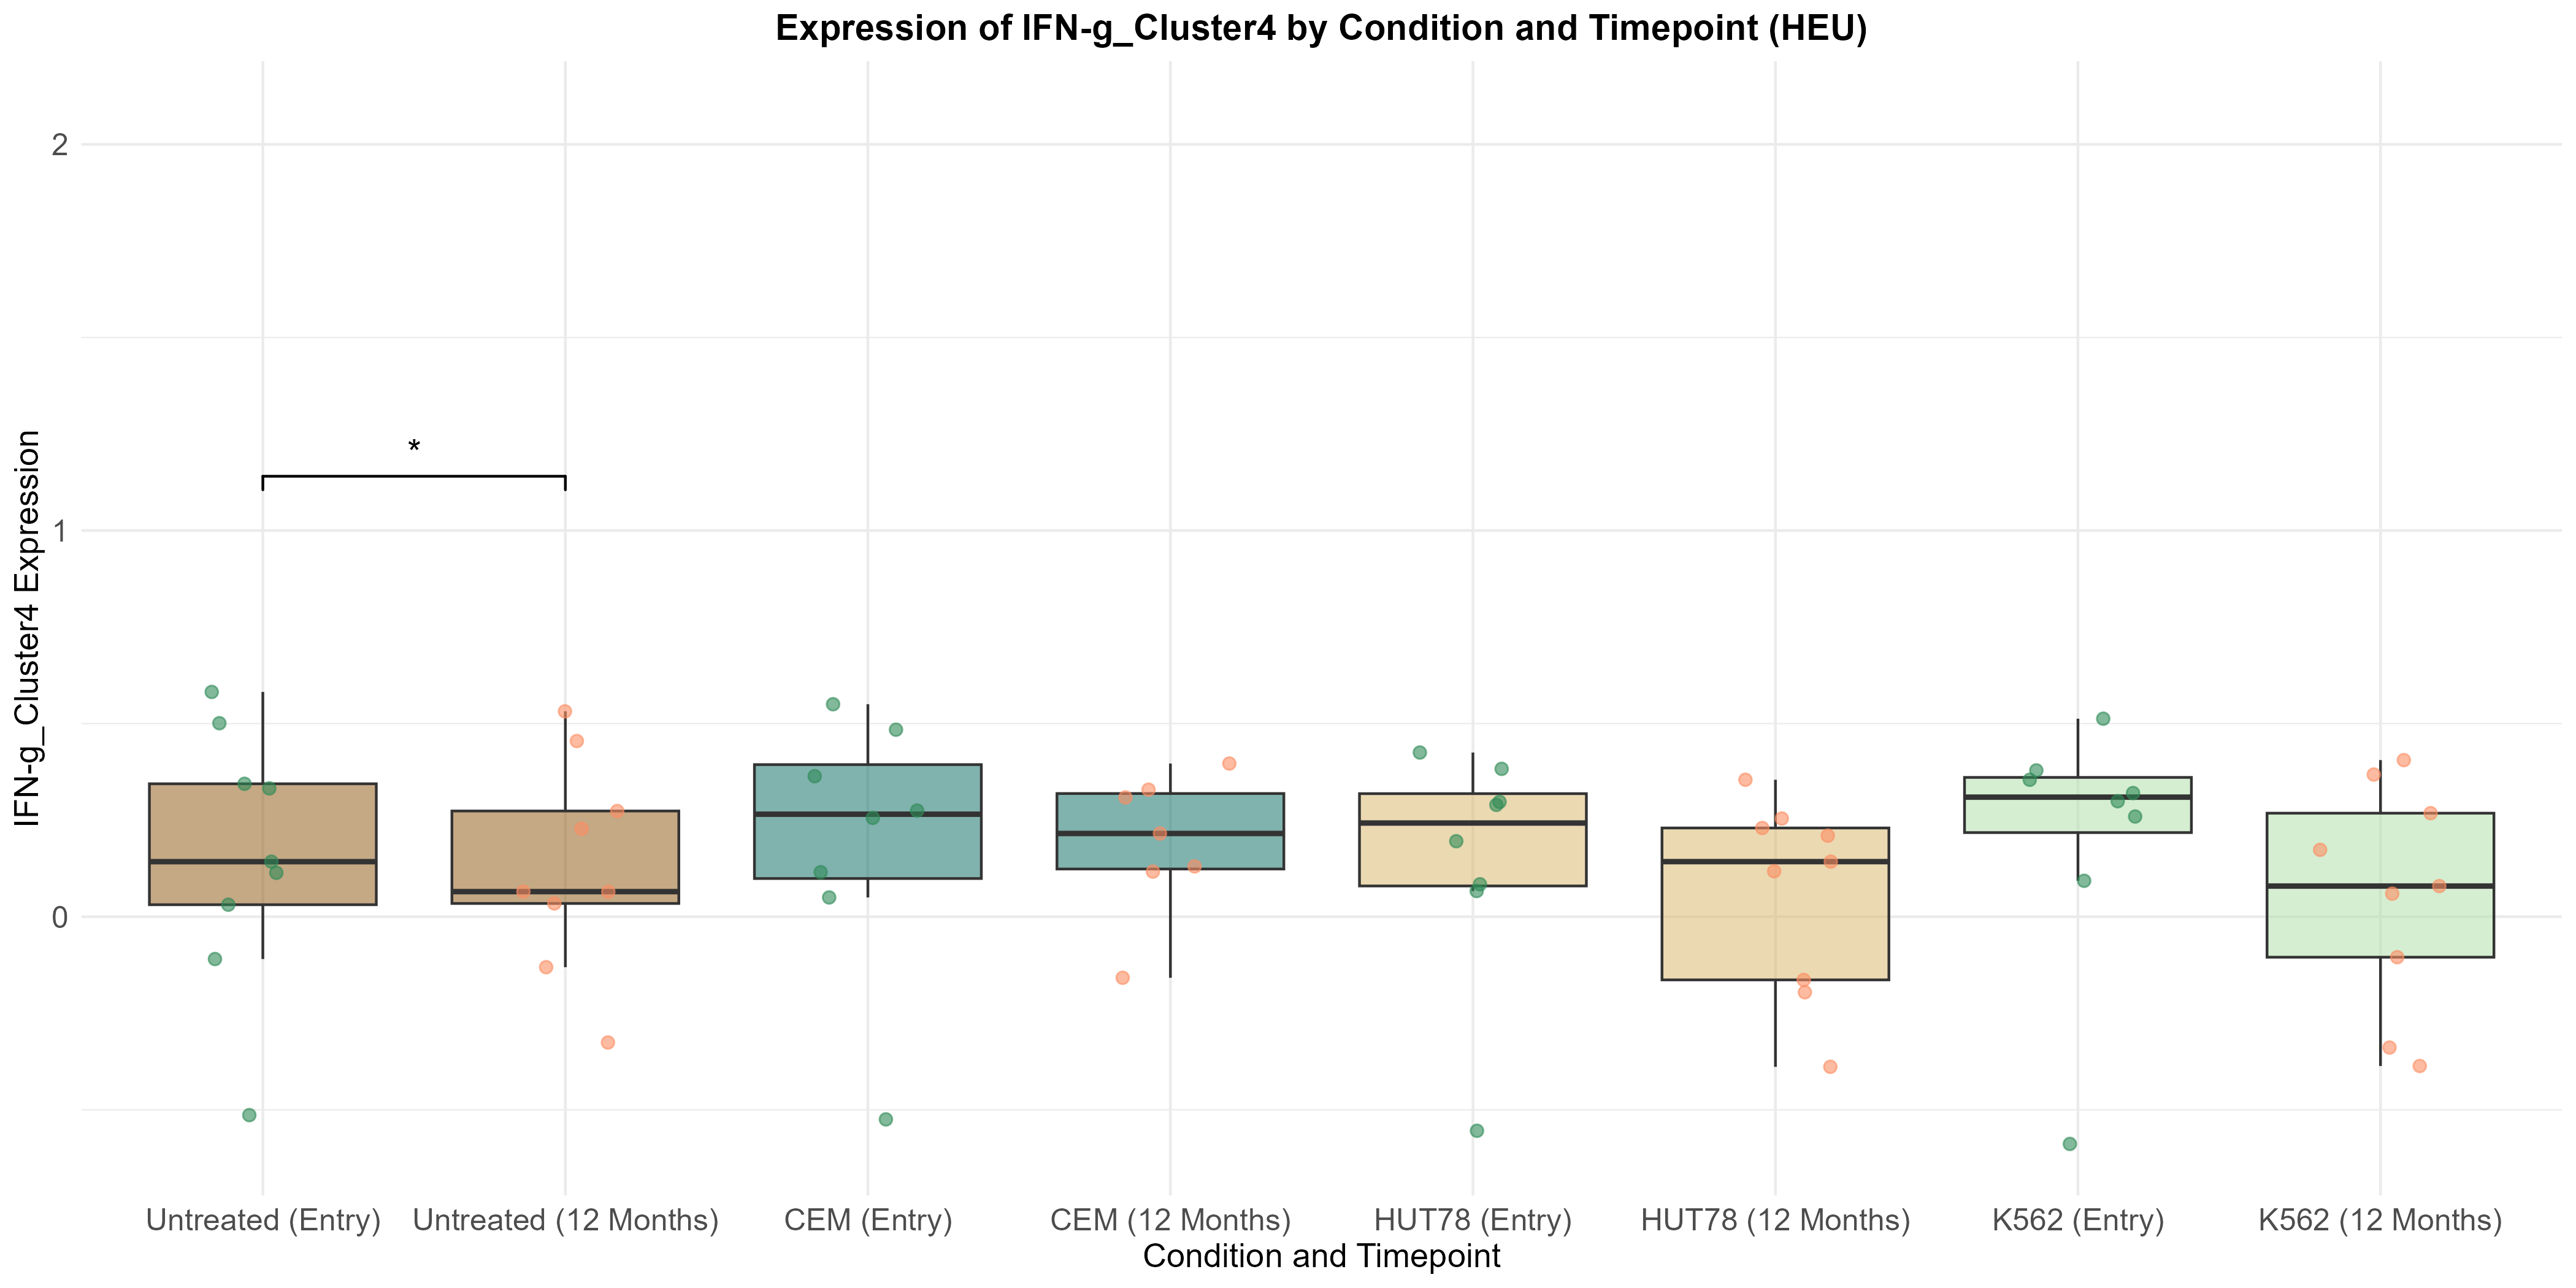 Expression of IFN-g_Cluster4 by Condition and Timepoint (HEU)
IFN-g_Cluster4 Expression
2
1
0
*
Untreated (Entry) Untreated (12 Months) CEM (Entry) CEM (12 Months) HUT78 (Entry) HUT78 (12 Months) K562 (Entry) K562 (12 Months)
Condition and Timepoint